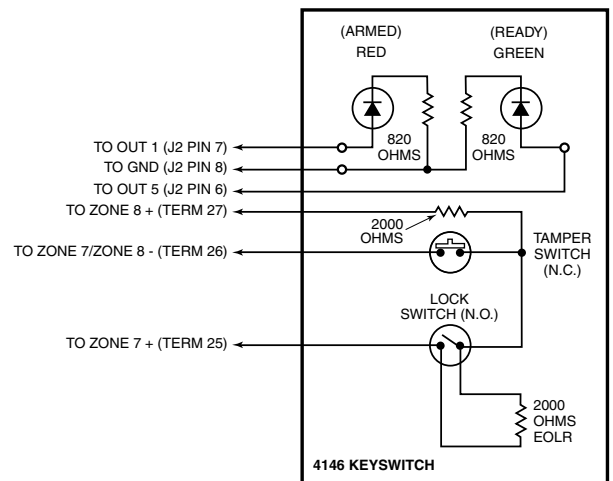 (ARMED)
RED
(READY)
GREEN
820
OHMS
820
OHMS
TO OUT 1 (J2 PIN 7)
TO GND (J2 PIN 8)
TO OUT 5 (J2 PIN 6)
TO ZONE 8 + (TERM 27)
2000
OHMS
TO ZONE 7/ZONE 8 - (TERM 26)
TAMPER
SWITCH
(N.C.)
LOCK
SWITCH (N.O.)
TO ZONE 7 + (TERM 25)
2000
OHMS
EOLR
4146 KEYSWITCH